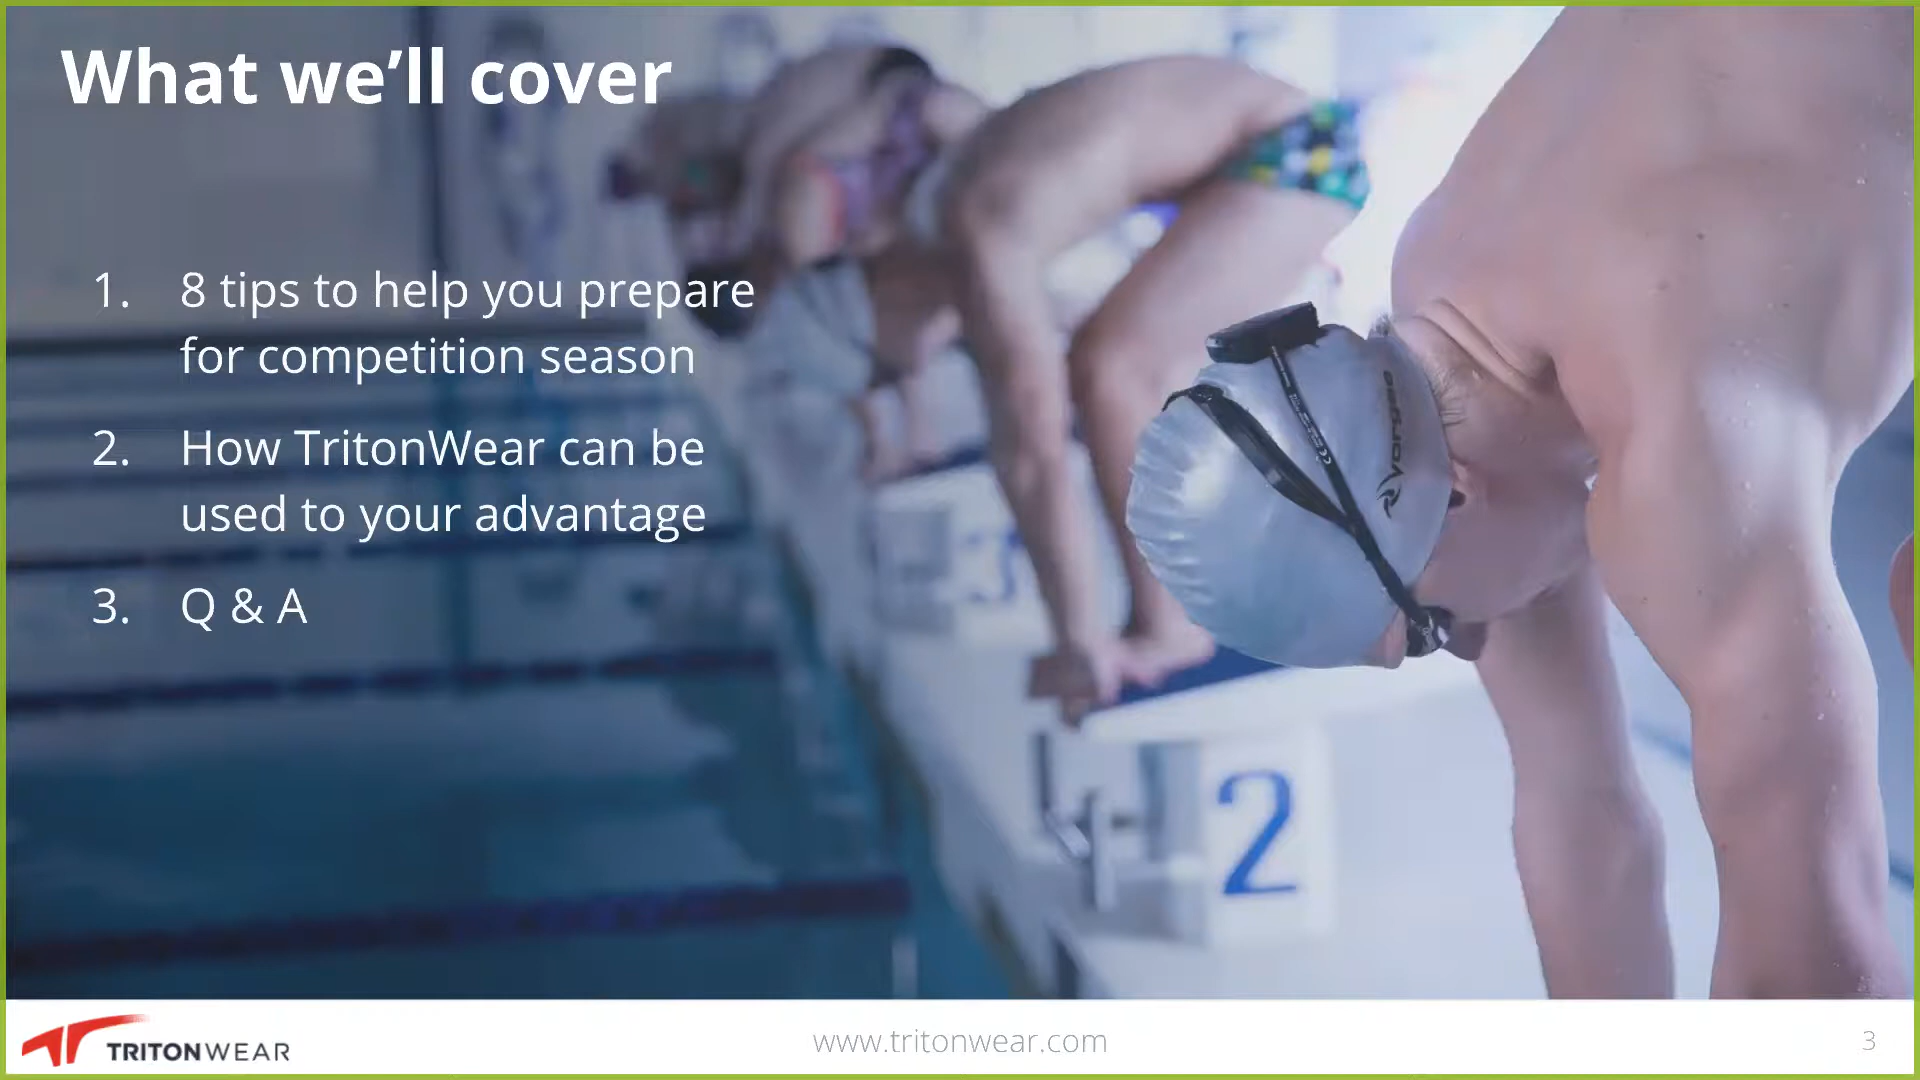 What we’ll cover
1. 8 tips to help you prepare
for competition season
2. How TritonWear can be
used to your advantage
3. Q & A
Vorgee
2
TRITONWEAR
www.tritonwear.com
3